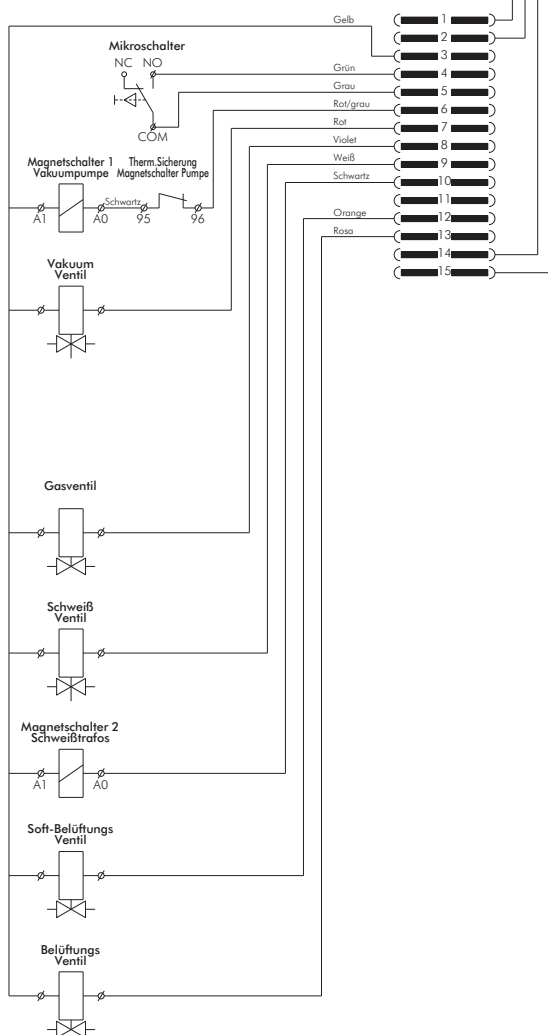 Gelb
1
2
3
Mikroschalter
NC NO
COM
Grün
4
Grau
5
Rot/grau
6
Rot
7
Violet
8
Weiß
9
Schwartz
10
11
Orange
12
Rosa
13
14
15
Magnetschalter 1
Vakuumpumpe
Therm.Sicherung
Magnetschalter Pumpe
A1 A0 Schwartz 95 96
Vakuum
Ventil
Gasventil
Schweiß
Ventil
Magnetschalter 2
Schweißtrafos
A1 A0
Soft-Belüftungs
Ventil
Belüftungs
Ventil